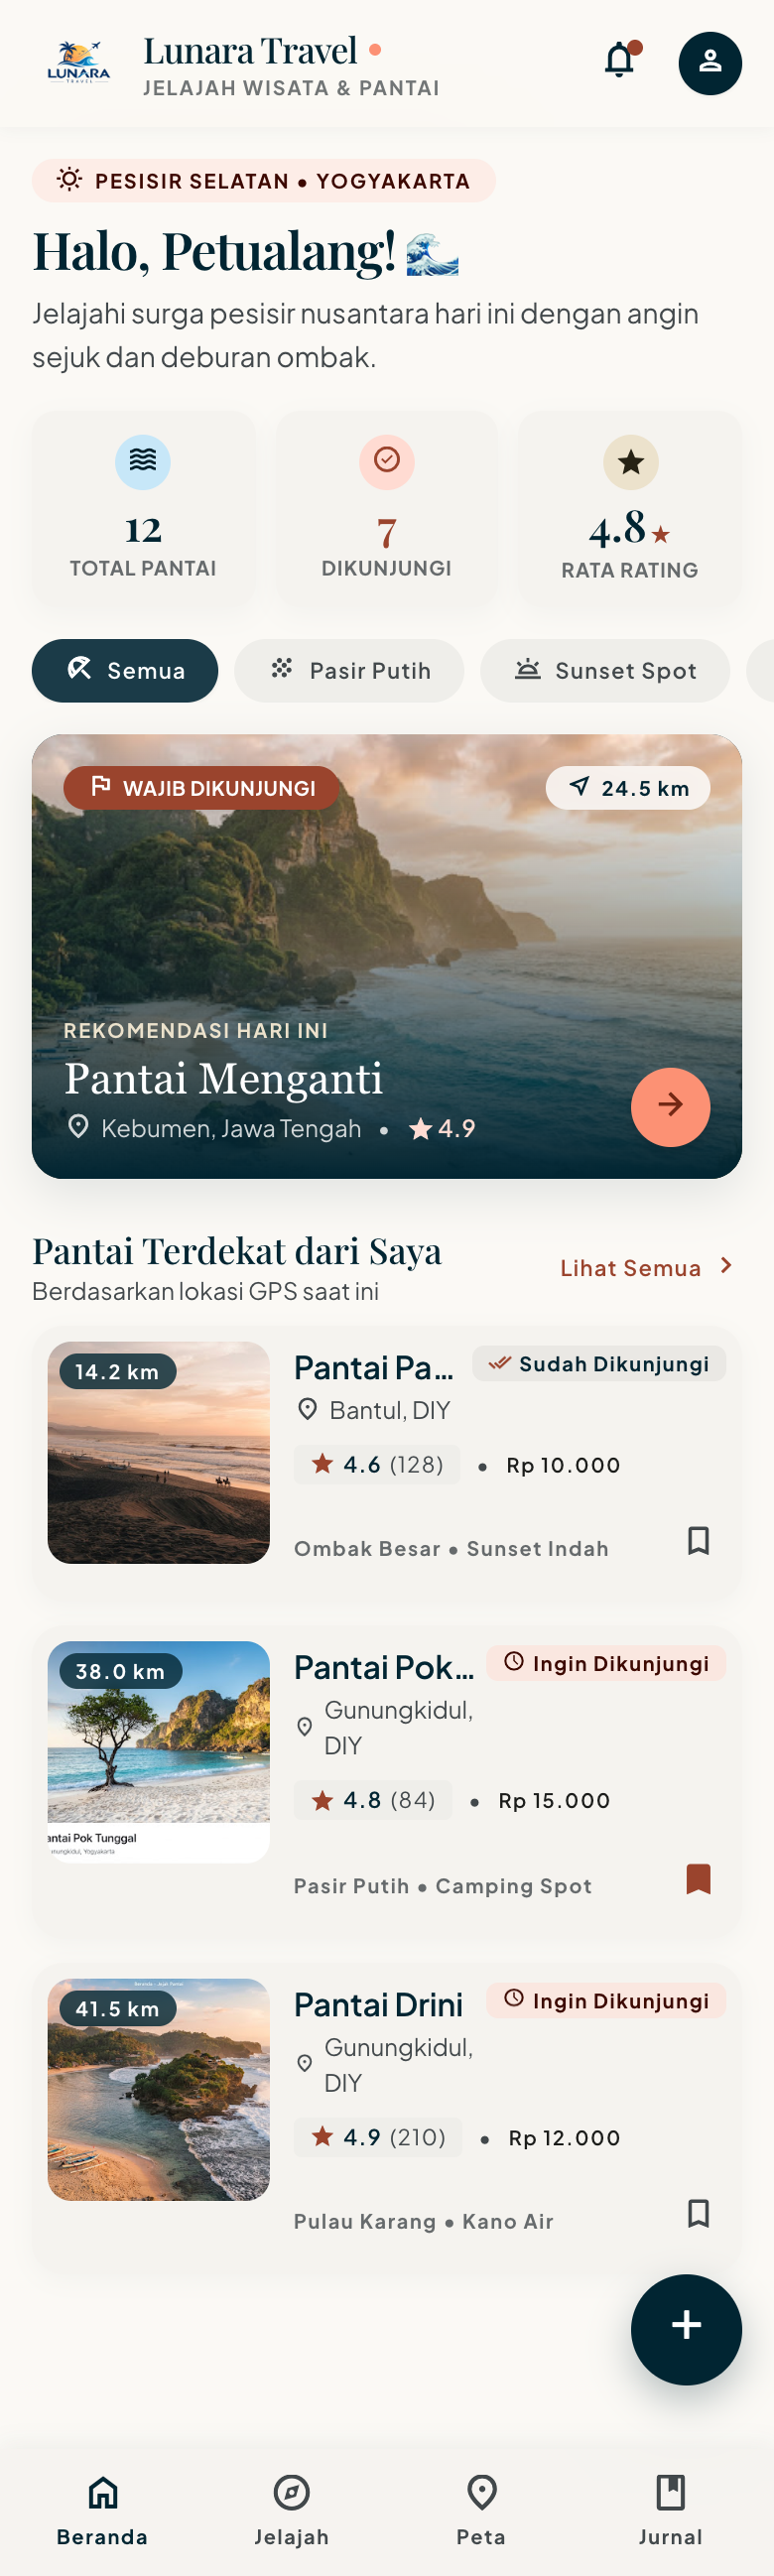 LUNARA
TRAVEL
Lunara Travel
JELAJAH WISATA & PANTAI
PESISIR SELATAN • YOGYAKARTA
Halo, Petualang! 🌊
Jelajahi surga pesisir nusantara hari ini dengan angin
sejuk dan deburan ombak.
12
TOTAL PANTAI
7
DIKUNJUNGI
4.8★
RATA RATING
Semua
Pasir Putih
Sunset Spot
WAJIB DIKUNJUNGI
24.5 km
REKOMENDASI HARI INI
Pantai Menganti
Kebumen, Jawa Tengah • ★ 4.9
Pantai Terdekat dari Saya
Lihat Semua
Berdasarkan lokasi GPS saat ini
14.2 km
Pantai Pa...
Sudah Dikunjungi
Bantul, DIY
★ 4.6 (128) • Rp 10.000
Ombak Besar • Sunset Indah
38.0 km
antai Pok Tunggal
Pantai Pok...
Ingin Dikunjungi
Gunungkidul,
DIY
★ 4.8 (84) • Rp 15.000
Pasir Putih • Camping Spot
41.5 km
Pantai Drini
Ingin Dikunjungi
Gunungkidul,
DIY
★ 4.9 (210) • Rp 12.000
Pulau Karang • Kano Air
+
Beranda
Jelajah
Peta
Jurnal